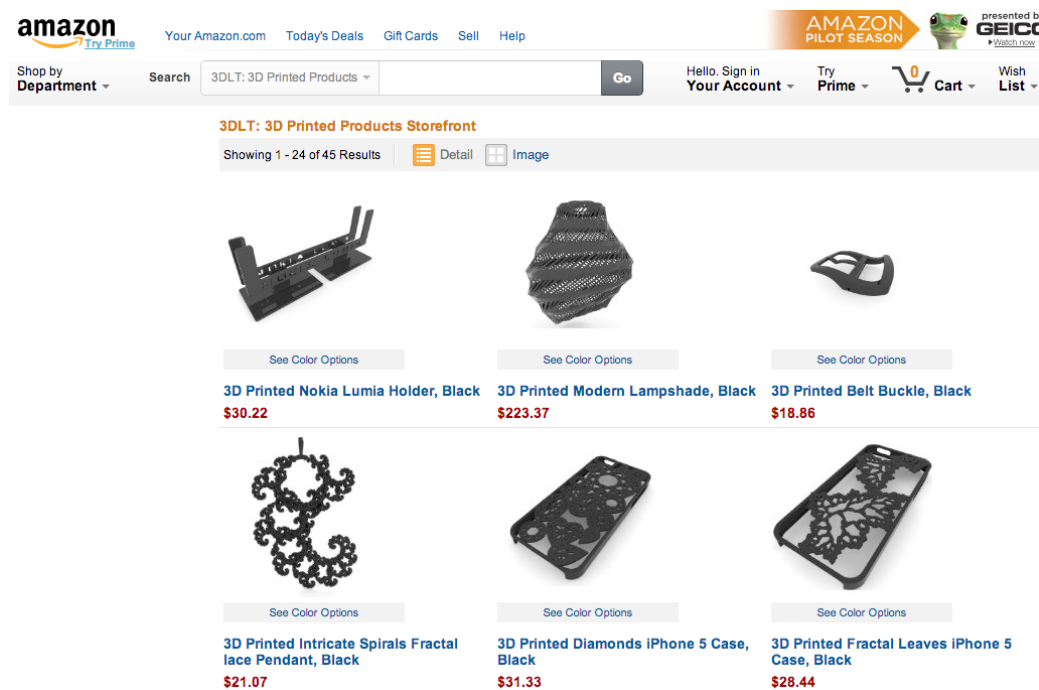 amazon
Try Prime
Your Amazon.com Today's Deals Gift Cards Sell Help
AMAZON
PILOT SEASON
presented b
GEICO
Watch now
Shop by
Department
Search
3DLT: 3D Printed Products
Go
Hello. Sign in
Your Account
Try
Prime
0
Cart
Wish
List
3DLT: 3D Printed Products Storefront
Showing 1 - 24 of 45 Results Detail Image
See Color Options See Color Options See Color Options
3D Printed Nokia Lumia Holder, Black
$30.22
3D Printed Modern Lampshade, Black
$223.37
3D Printed Belt Buckle, Black
$18.86
See Color Options See Color Options See Color Options
3D Printed Intricate Spirals Fractal
lace Pendant, Black
$21.07
3D Printed Diamonds iPhone 5 Case,
Black
$31.33
3D Printed Fractal Leaves iPhone 5
Case, Black
$28.44